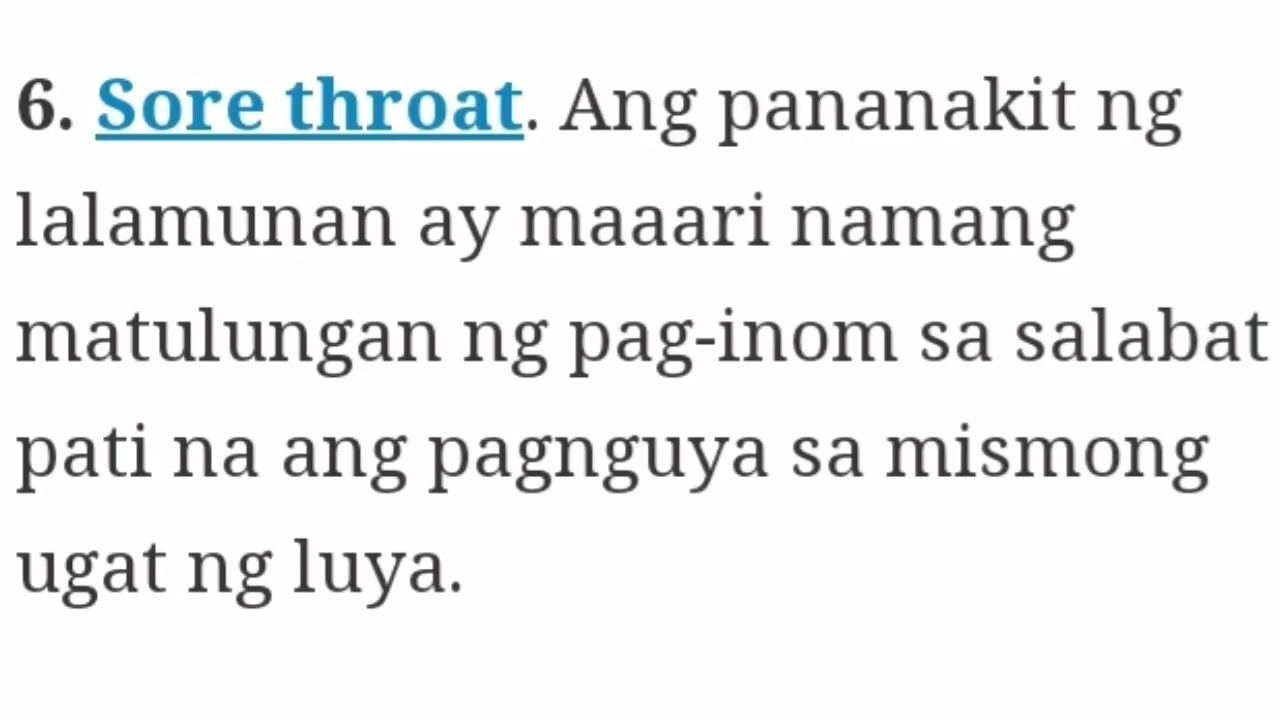 6. Sore throat. Ang pananakit ng
lalamunan ay maaari namang
matulungan ng pag-inom sa salabat
pati na ang pagnguya sa mismong
ugat ng luya.